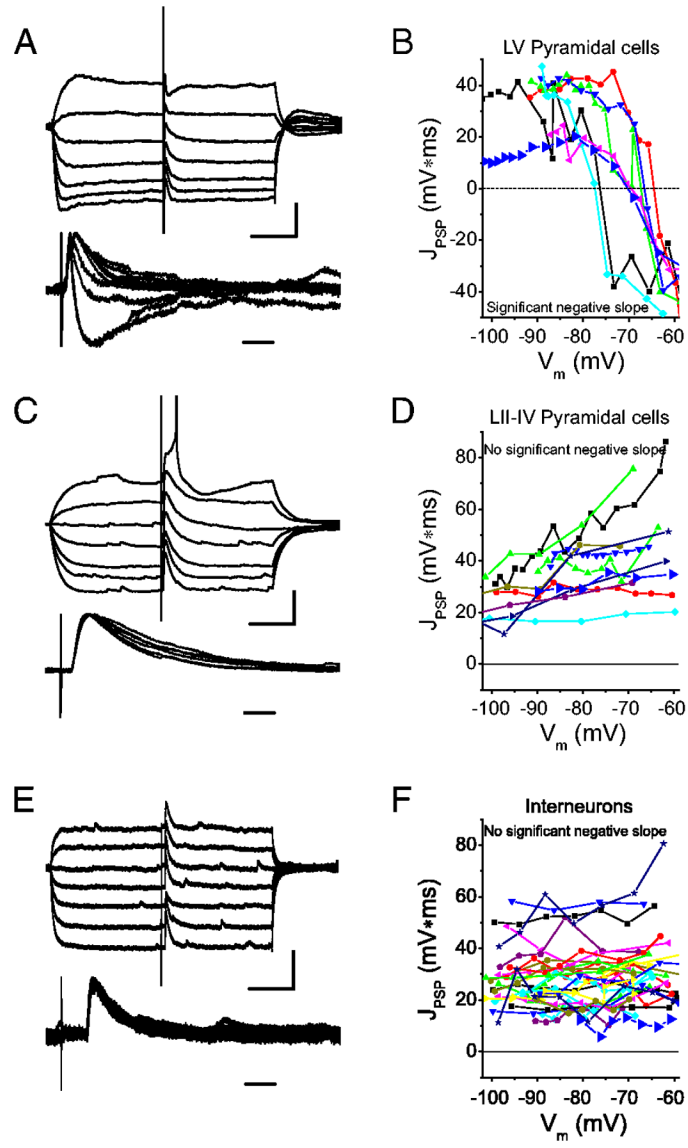 A
B
LV Pyramidal cells
40
20
0
-20
-40
J_PSP (mV*ms)
Significant negative slope
-100 -90 -80 -70 -60
V_m (mV)
C
D
LII-IV Pyramidal cells
No significant negative slope
80
60
40
20
0
J_PSP (mV*ms)
-100 -90 -80 -70 -60
V_m (mV)
E
F
Interneurons
No significant negative slope
80
60
40
20
0
J_PSP (mV*ms)
-100 -90 -80 -70 -60
V_m (mV)